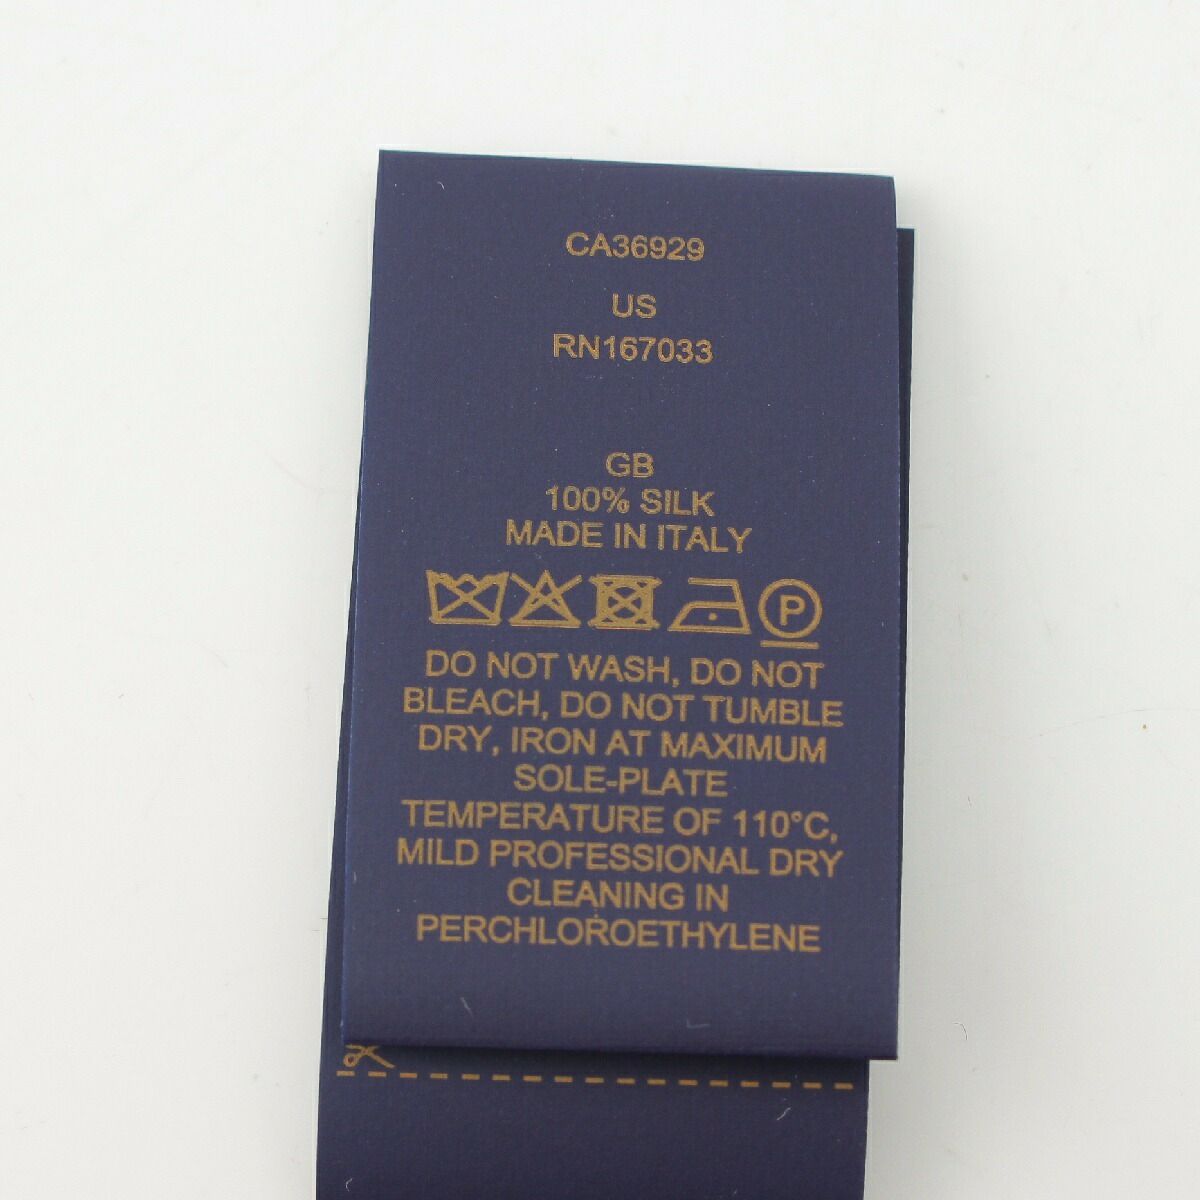 CA36929
US
RN167033
GB
100% SILK
MADE IN ITALY
P
DO NOT WASH, DO NOT
BLEACH, DO NOT TUMBLE
DRY, IRON AT MAXIMUM
SOLE-PLATE
TEMPERATURE OF 110°C,
MILD PROFESSIONAL DRY
CLEANING IN
PERCHLOROETHYLENE